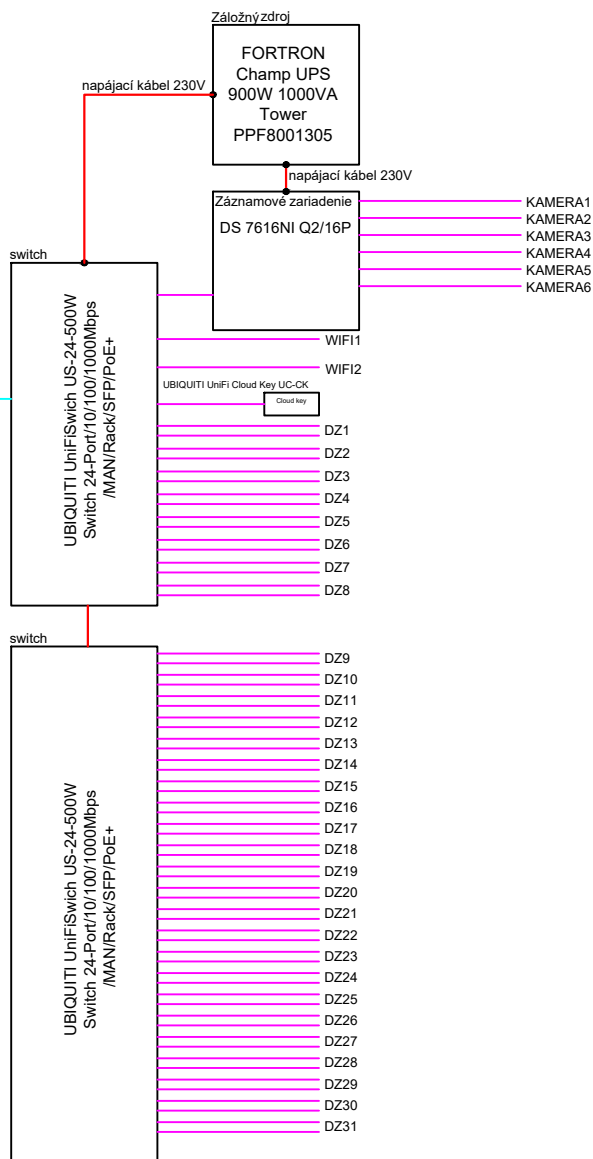 Záložný zdroj
FORTRON
Champ UPS
900W 1000VA
Tower
PPF8001305
napájací kábel 230V
napájací kábel 230V
Záznamové zariadenie
DS 7616NI Q2/16P
KAMERA1
KAMERA2
KAMERA3
KAMERA4
KAMERA5
KAMERA6
switch
UBIQUITI UniFiSwich US-24-500W
Switch 24-Port/10/100/1000Mbps
/MAN/Rack/SFP/PoE+
WIFI1
WIFI2
UBIQUITI UniFi Cloud Key UC-CK
Cloud key
DZ1
DZ2
DZ3
DZ4
DZ5
DZ6
DZ7
DZ8
switch
UBIQUITI UniFiSwich US-24-500W
Switch 24-Port/10/100/1000Mbps
/MAN/Rack/SFP/PoE+
DZ9
DZ10
DZ11
DZ12
DZ13
DZ14
DZ15
DZ16
DZ17
DZ18
DZ19
DZ20
DZ21
DZ22
DZ23
DZ24
DZ25
DZ26
DZ27
DZ28
DZ29
DZ30
DZ31